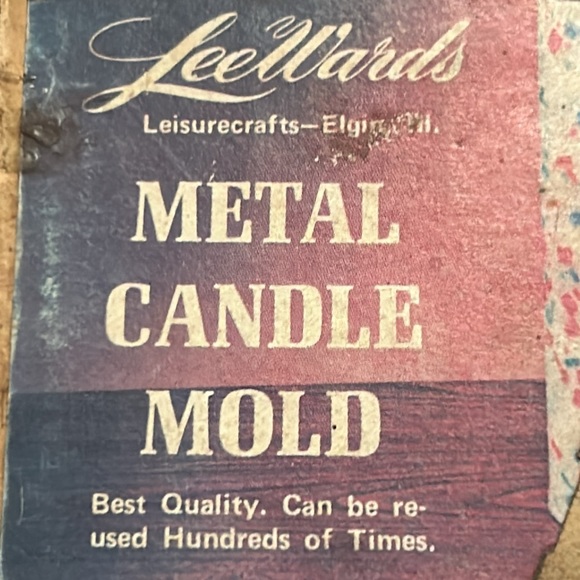 LeeWards
Leisurecrafts—Elgin, Ill.
METAL
CANDLE
MOLD
Best Quality. Can be re-
used Hundreds of Times.